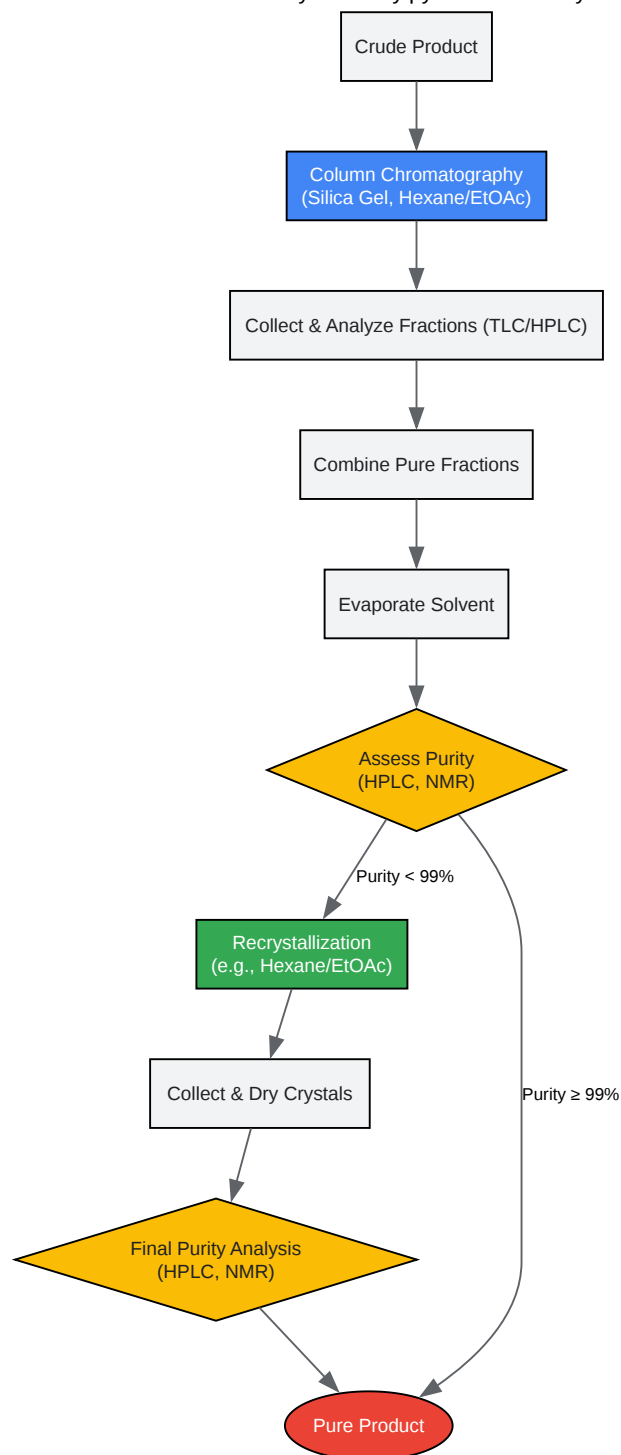 Crude Product
Column Chromatography
(Silica Gel, Hexane/EtOAc)
Collect & Analyze Fractions (TLC/HPLC)
Combine Pure Fractions
Evaporate Solvent
Assess Purity
(HPLC, NMR)
Purity < 99%
Recrystallization
(e.g., Hexane/EtOAc)
Collect & Dry Crystals
Purity ≥ 99%
Final Purity Analysis
(HPLC, NMR)
Pure Product